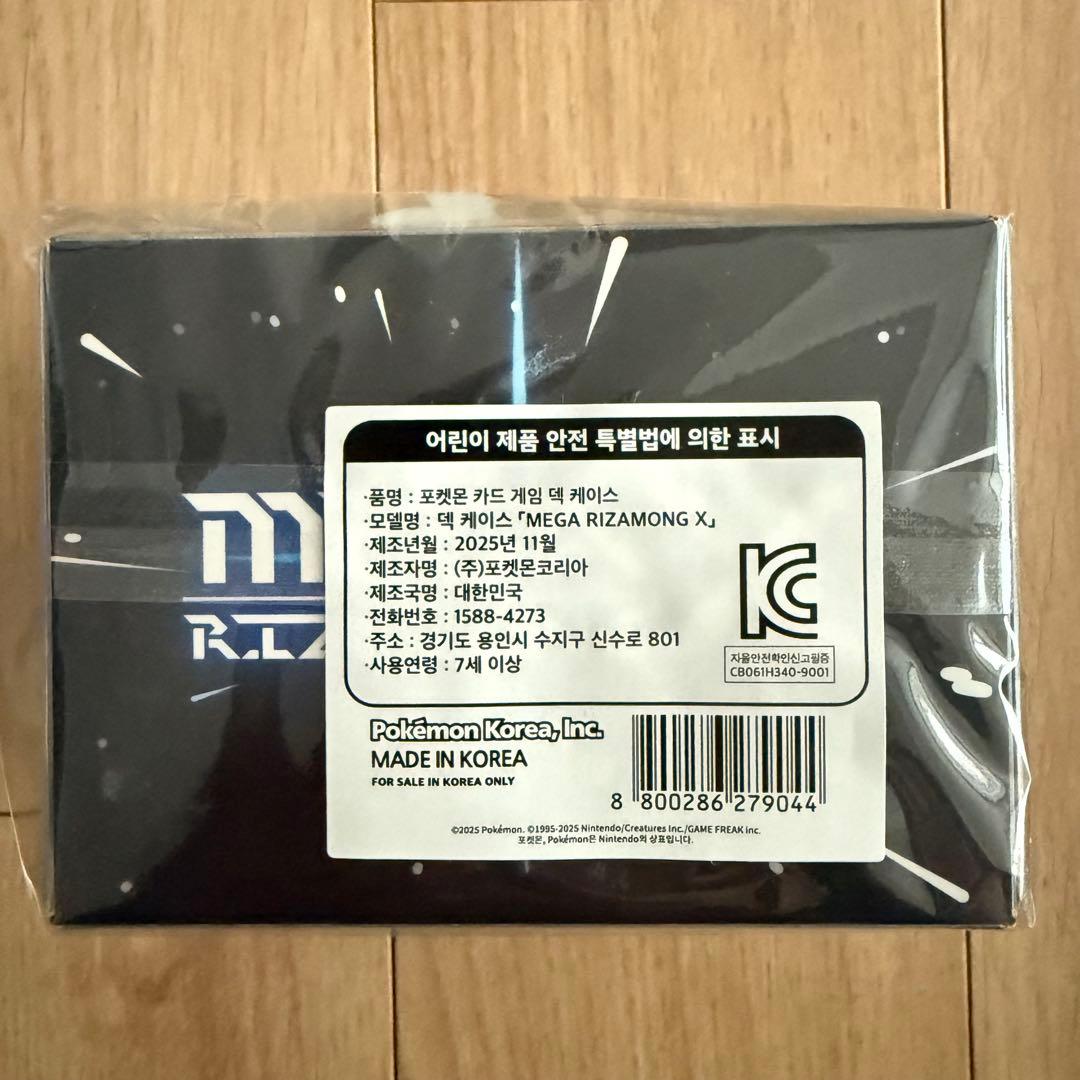 어린이 제품 안전 특별법에 의한 표시
·품명 : 포켓몬 카드 게임 덱 케이스
·모델명 : 덱 케이스 「MEGA RIZAMONG X」
·제조년월 : 2025년 11월
·제조자명 : (주)포켓몬코리아
·제조국명 : 대한민국
·전화번호 : 1588-4273
·주소 : 경기도 용인시 수지구 신수로 801
·사용연령 : 7세 이상
KC
자율안전확인신고필증
CB061H340-9001
Pokémon Korea, Inc.
MADE IN KOREA
FOR SALE IN KOREA ONLY
8 800286 279044
©2025 Pokémon. ©1995-2025 Nintendo/Creatures Inc./GAME FREAK inc.
포켓몬, Pokémon은 Nintendo의 상표입니다.